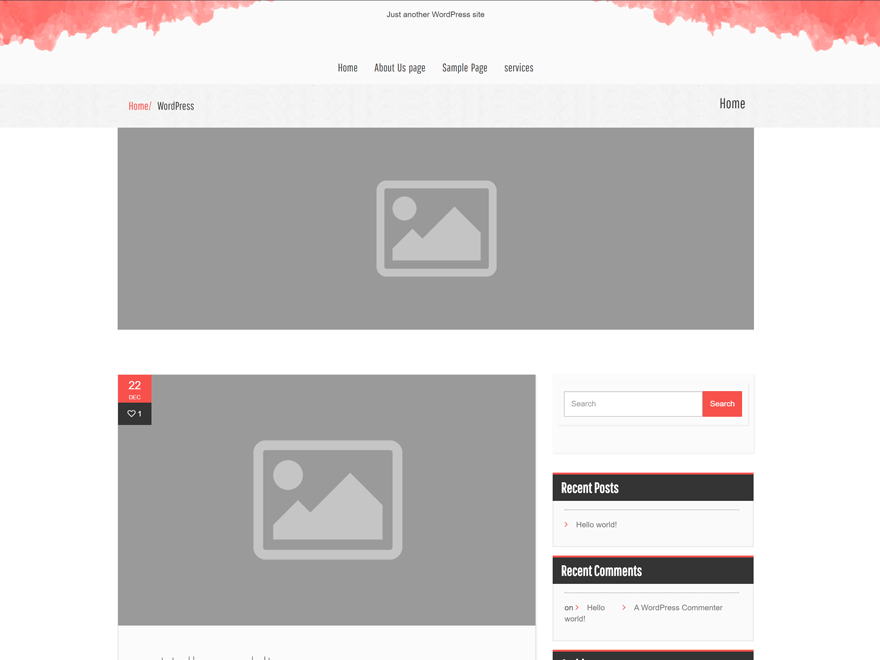 Just another WordPress site
Home About Us page Sample Page services
Home/ WordPress
Home
22
DEC
1
Search Search
Recent Posts
Hello world!
Recent Comments
on Hello A WordPress Commenter
world!